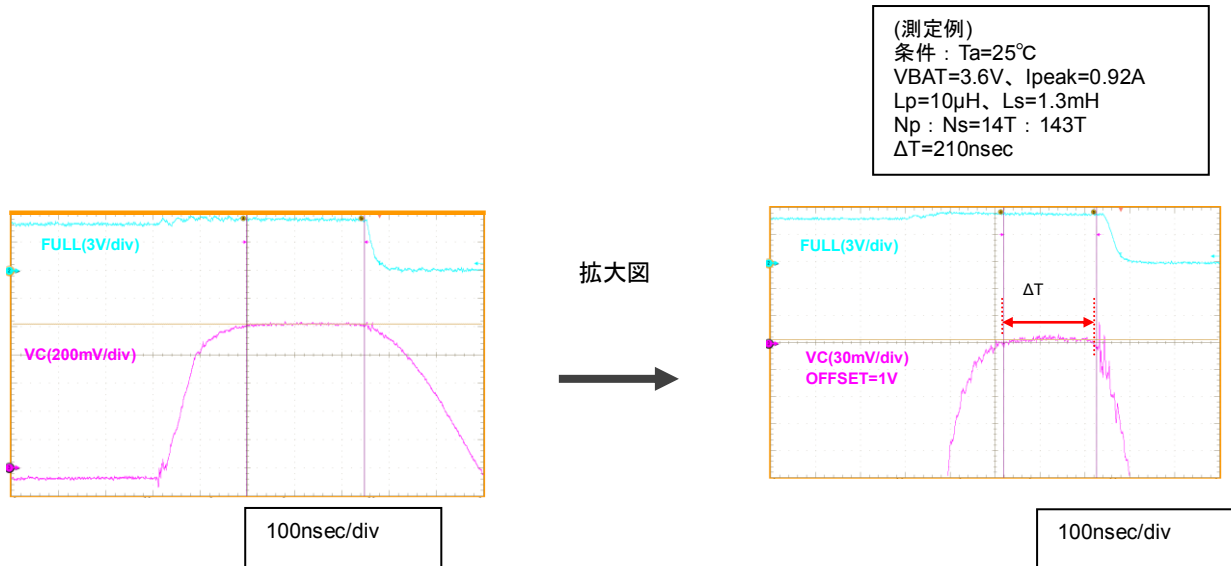 (測定例)
条件：Ta=25℃
VBAT=3.6V、Ipeak=0.92A
Lp=10μH、Ls=1.3mH
Np：Ns=14T：143T
ΔT=210nsec
FULL(3V/div)
VC(200mV/div)
100nsec/div
拡大図
FULL(3V/div)
ΔT
VC(30mV/div)
OFFSET=1V
100nsec/div